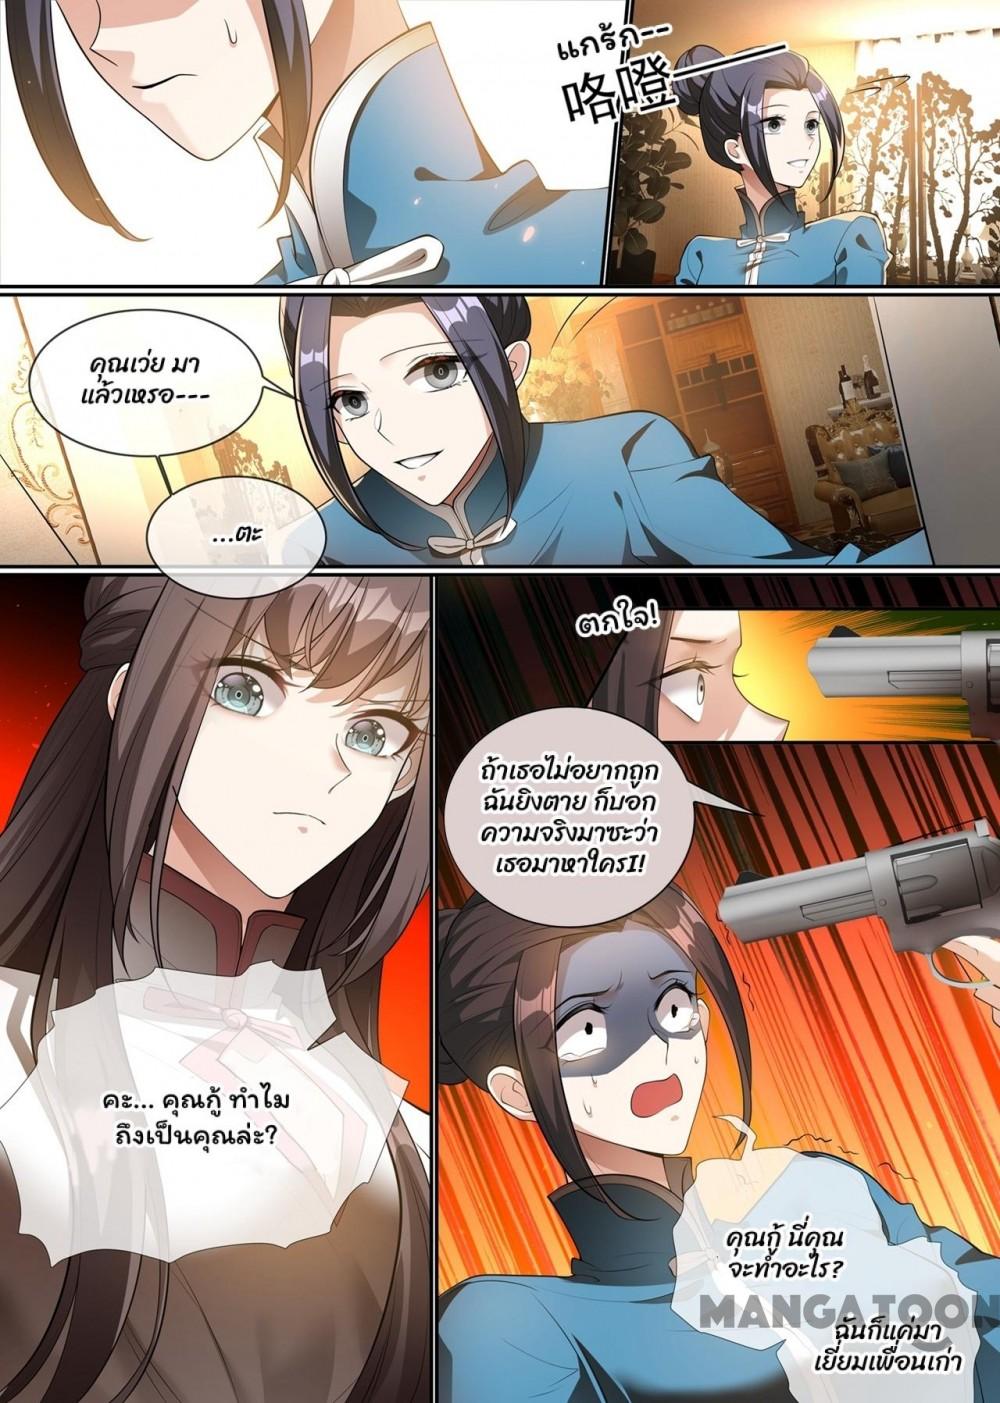 แกร้ก--
咯噔——
คุณเว่ย มา
แล้วเหรอ---
...ตะ
ตกใจ!
ถ้าเธอไม่อยากถูก
ฉันยิงตาย ก็บอก
ความจริงมาซะว่า
เธอมาหาใครI!
คะ... คุณกู้ ทำไม
ถึงเป็นคุณล่ะ?
คุณกู้ นี่คุณ
จะทำอะไร?
MANGATOON
ฉันก็แค่มา
เยี่ยมเพื่อนเก่า